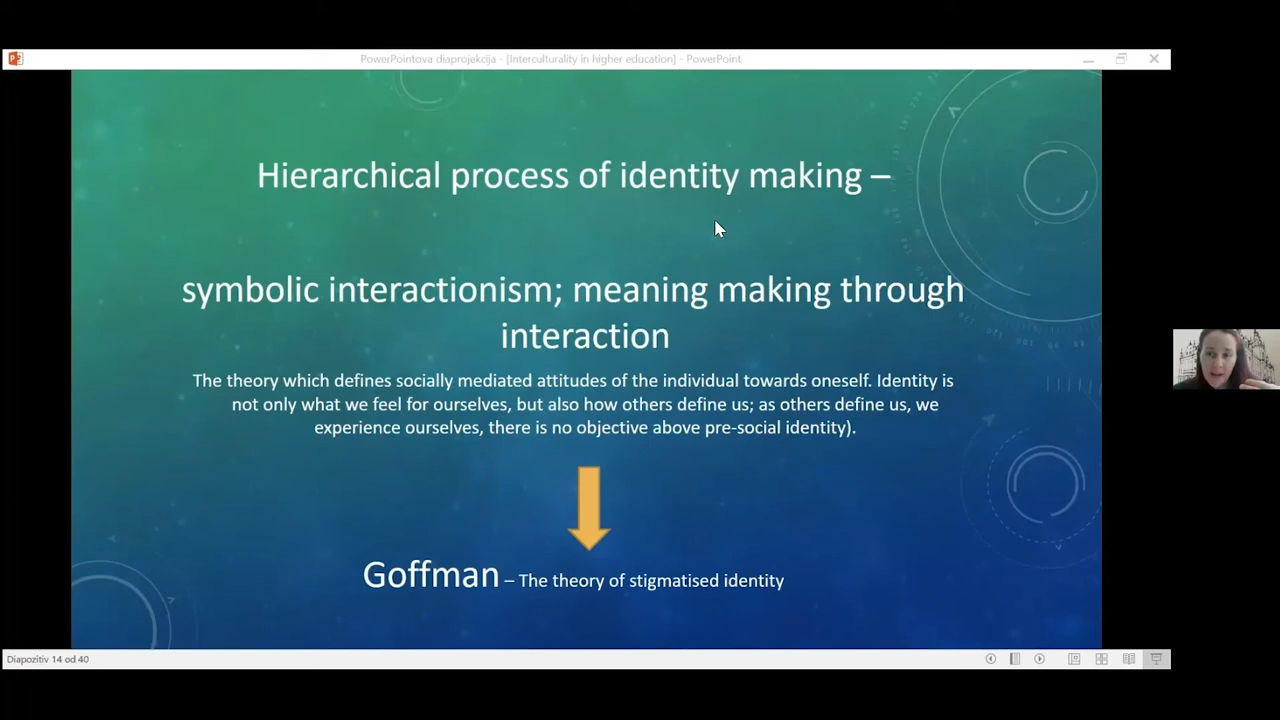 PowerPointova diaprojekcija - [Interculturality in higher education] - PowerPoint
Hierarchical process of identity making –
symbolic interactionism; meaning making through
interaction
The theory which defines socially mediated attitudes of the individual towards oneself. Identity is
not only what we feel for ourselves, but also how others define us; as others define us, we
experience ourselves, there is no objective above pre-social identity).
Goffman – The theory of stigmatised identity
Diapozitiv 14 od 40